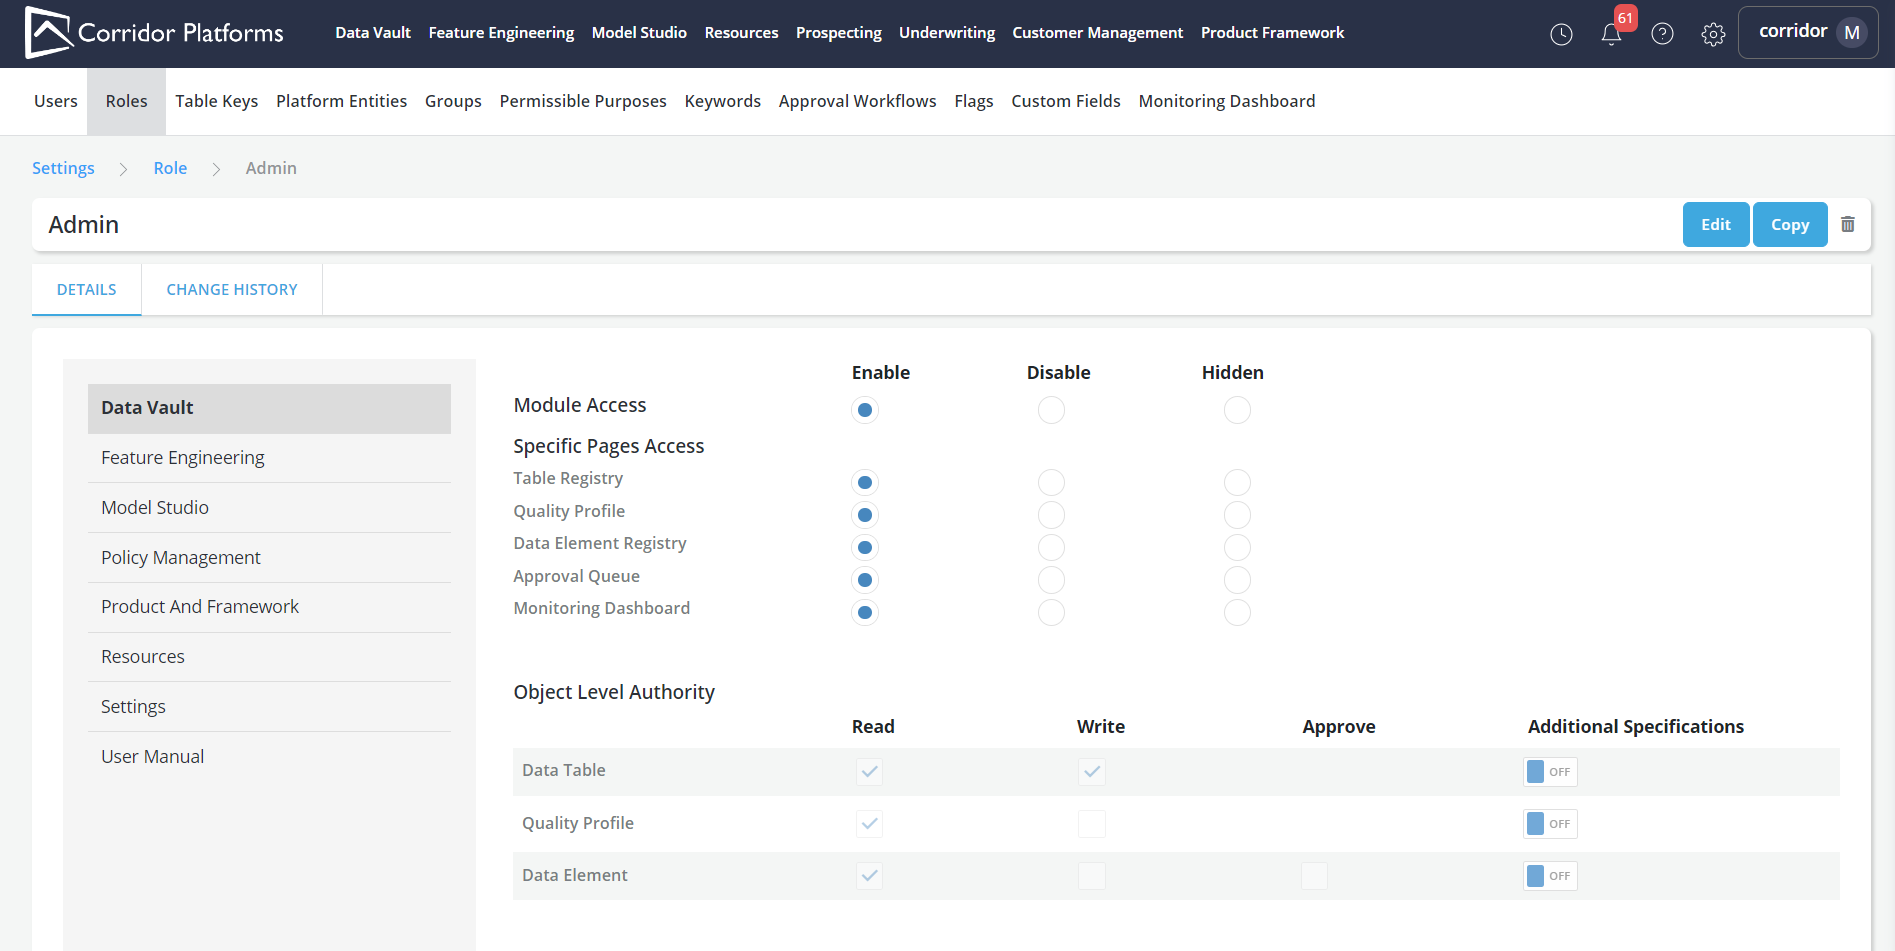 Corridor Platforms Data Vault Feature Engineering Model Studio Resources Prospecting Underwriting Customer Management Product Framework 61 corridor M
Users Roles Table Keys Platform Entities Groups Permissible Purposes Keywords Approval Workflows Flags Custom Fields Monitoring Dashboard
Settings Role Admin
Admin Edit Copy
DETAILS CHANGE HISTORY
Data Vault
Feature Engineering
Model Studio
Policy Management
Product And Framework
Resources
Settings
User Manual
Enable Disable Hidden
Module Access
Specific Pages Access
Table Registry
Quality Profile
Data Element Registry
Approval Queue
Monitoring Dashboard
Object Level Authority
Read Write Approve Additional Specifications
Data Table OFF
Quality Profile OFF
Data Element OFF